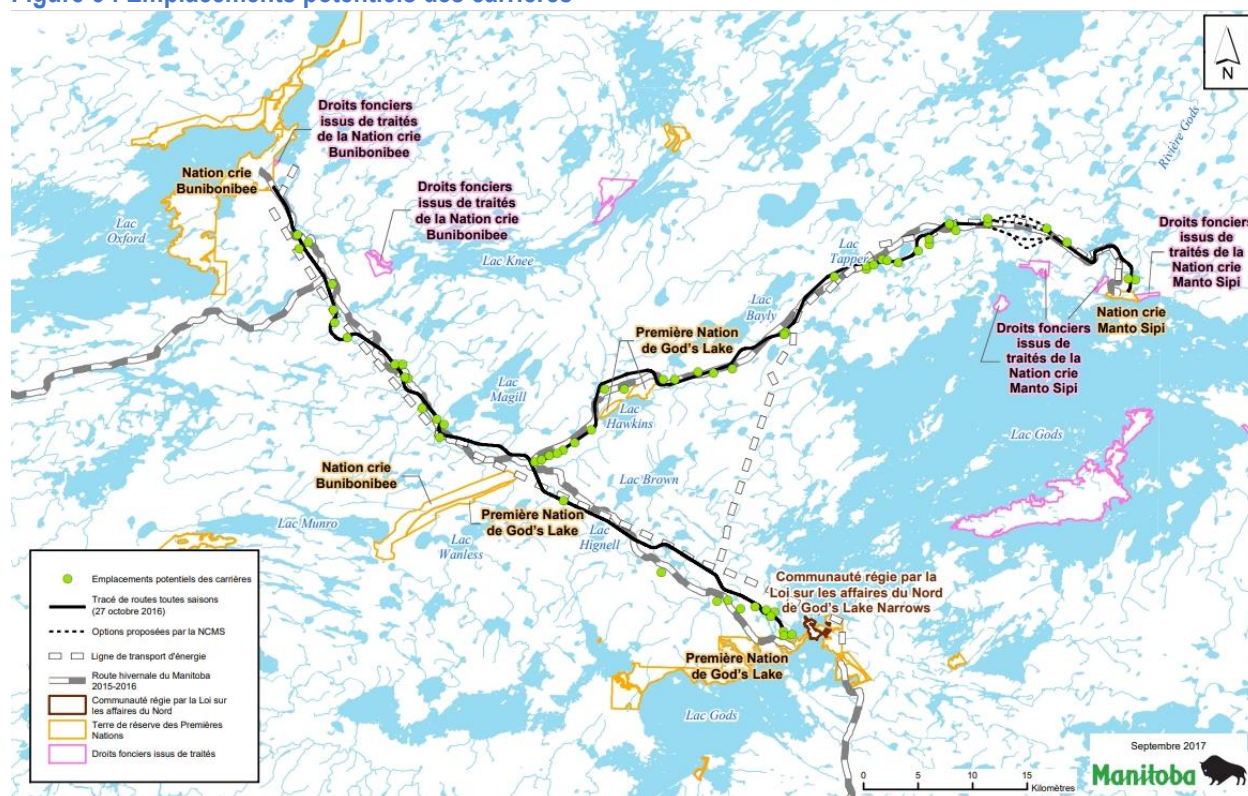 Figure 5 : Emplacements potentiels des carrières
N
Droits fonciers
issus de traités
de la Nation crie
Bunibonibee
Nation crie
Bunibonibee
Lac
Oxford
Droits fonciers
issus de traités
de la Nation crie
Bunibonibee
Lac Knee
Rivière Gods
Lac
Tapper
Droits fonciers
issus de
traités de la
Nation crie
Manto Sipi
Nation crie
Manto Sipi
Droits fonciers
issus de
traités de la
Nation crie
Manto Sipi
Lac
Bayly
Première Nation
de God's Lake
Lac
Magill
Lac
Hawkins
Lac Gods
Nation crie
Bunibonibee
Lac Brown
Première Nation
de God's Lake
Lac Munro
Lac
Wanless
Lac
Hignell
Communauté régie par la
Loi sur les affaires du Nord
de God's Lake Narrows
Première Nation
de God's Lake
Lac Gods
Emplacements potentiels des carrières
Tracé de routes toutes saisons
(27 octobre 2016)
Options proposées par la NCMS
Ligne de transport d'énergie
Route hivernale du Manitoba
2015-2016
Communauté régie par la Loi sur
les affaires du Nord
Terre de réserve des Premières
Nations
Droits fonciers issus de traités
0 5 10 15
Kilomètres
Septembre 2017
Manitoba